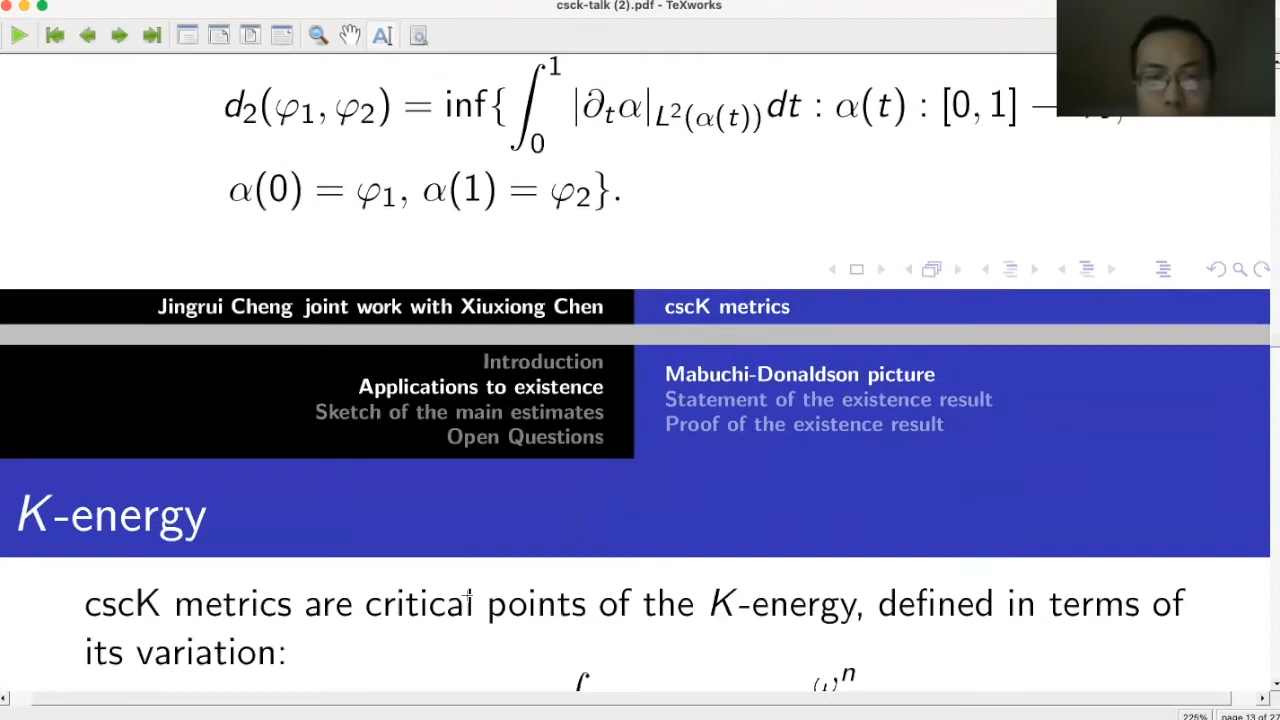 csck-talk (2).pdf - TeXworks
d₂(φ₁, φ₂) = inf{ ∫₀¹ |∂ₜα|_{L²(α(t))} dt : α(t) : [0, 1] −
α(0) = φ₁, α(1) = φ₂}.
Jingrui Cheng joint work with Xiuxiong Chen
cscK metrics
Introduction
Applications to existence
Sketch of the main estimates
Open Questions
Mabuchi-Donaldson picture
Statement of the existence result
Proof of the existence result
K-energy
cscK metrics are critical points of the K-energy, defined in terms of
its variation:
225%
page 13 of 27